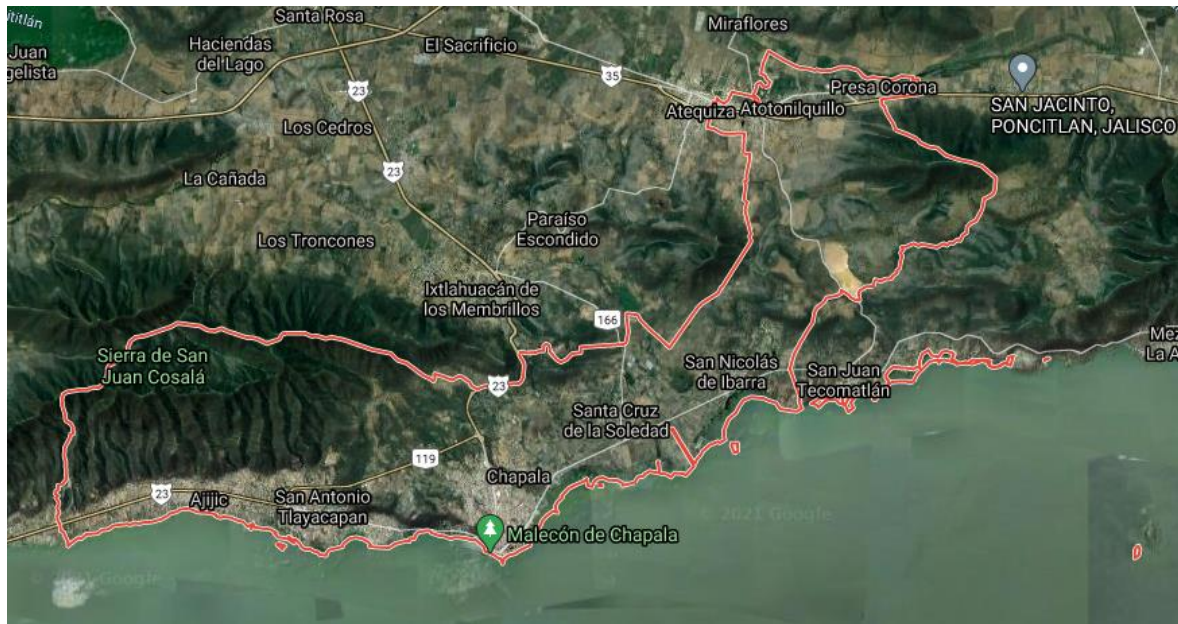 Santa Rosa
Miraflores
Haciendas
del Lago
El Sacrificio
Juan
35
23
Presa Corona
Atequiza
Atotonilquillo
SAN JACINTO,
PONCITLAN, JALISCO
Los Cedros
23
La Cañada
Paraíso
Escondido
Los Troncones
Ixtlahuacán de
los Membrillos
166
Sierra de San
Juan Cosalá
San Nicolás
de Ibarra
San Juan
Tecomatlán
23
Santa Cruz
de la Soledad
119
Chapala
23
Ajijic
San Antonio
Tlayacapan
Malecón de Chapala
© 2021 Google